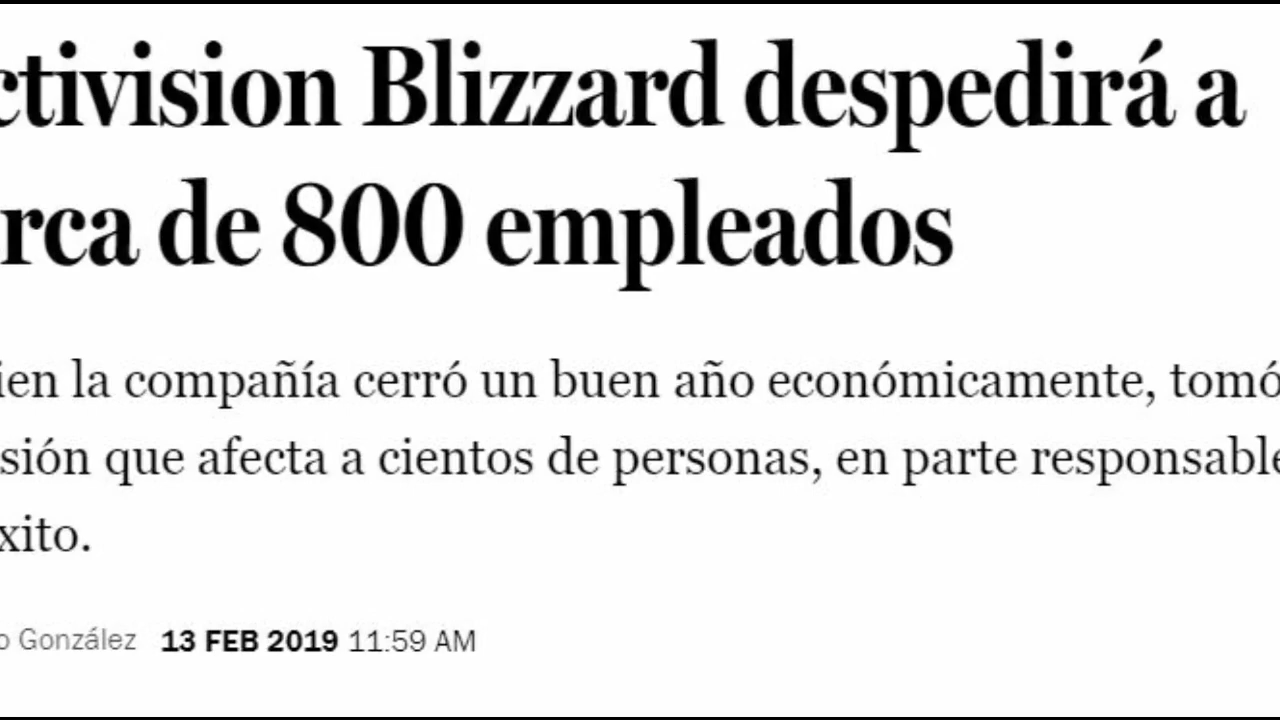 ctivision Blizzard despedirá a
rca de 800 empleados
ien la compañía cerró un buen año económicamente, tomó
sión que afecta a cientos de personas, en parte responsable
xito.
o González 13 FEB 2019 11:59 AM